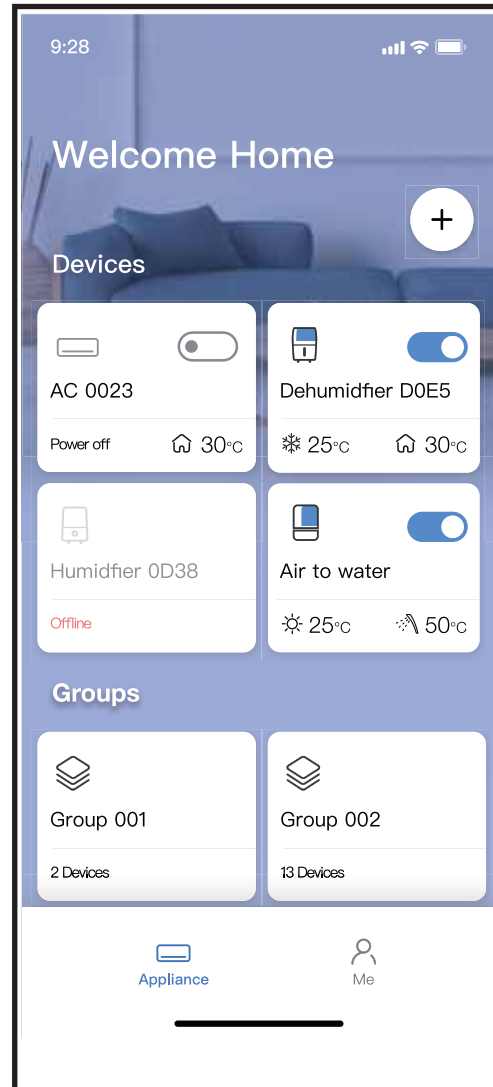 9:28
Welcome Home
+
Devices
AC 0023
Power off 30°C
Dehumidfier D0E5
25°C 30°C
Humidfier 0D38
Offline
Air to water
25°C 50°C
Groups
Group 001
2 Devices
Group 002
13 Devices
Appliance
Me